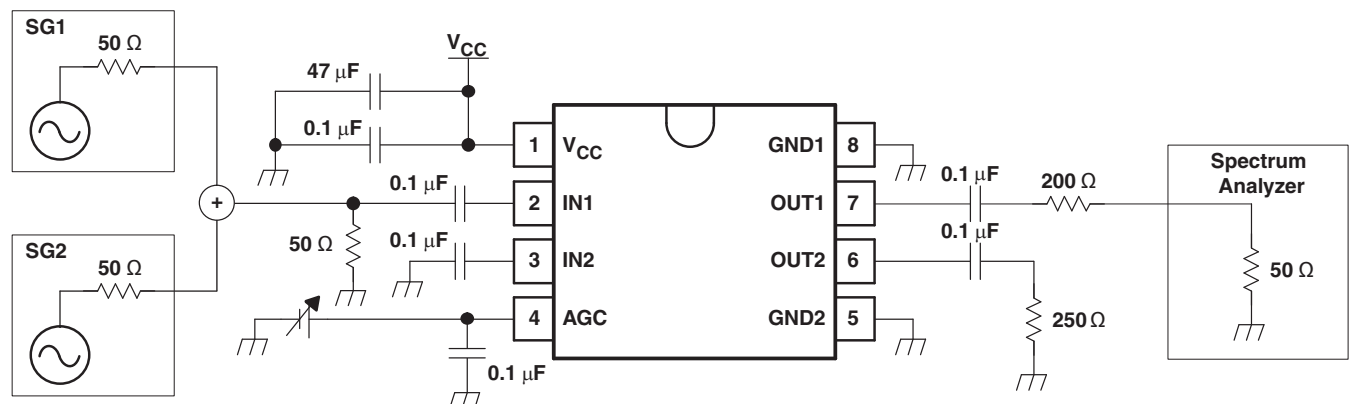 SG1
50 Ω
SG2
50 Ω
+
VCC
47 µF
0.1 µF
0.1 µF
50 Ω
0.1 µF
0.1 µF
1
VCC
2
IN1
3
IN2
4
AGC
GND1
8
OUT1
7
OUT2
6
GND2
5
0.1 µF
200 Ω
0.1 µF
250 Ω
Spectrum
Analyzer
50 Ω